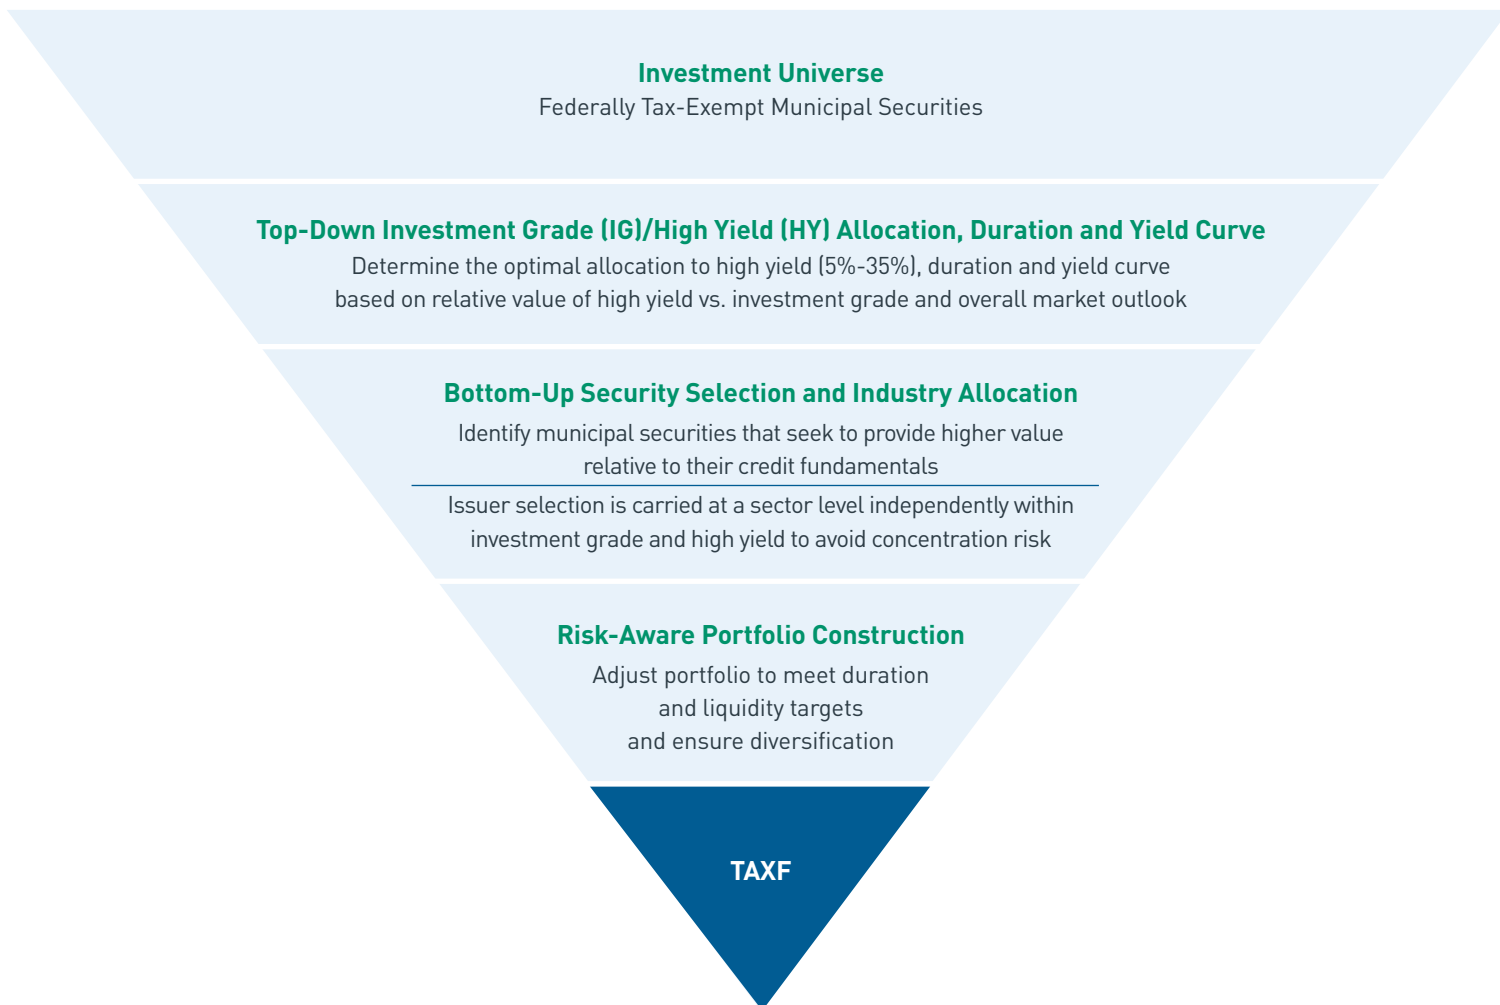 Investment Universe
Federally Tax-Exempt Municipal Securities
Top-Down Investment Grade (IG)/High Yield (HY) Allocation, Duration and Yield Curve
Determine the optimal allocation to high yield (5%-35%), duration and yield curve
based on relative value of high yield vs. investment grade and overall market outlook
Bottom-Up Security Selection and Industry Allocation
Identify municipal securities that seek to provide higher value
relative to their credit fundamentals
Issuer selection is carried at a sector level independently within
investment grade and high yield to avoid concentration risk
Risk-Aware Portfolio Construction
Adjust portfolio to meet duration
and liquidity targets
and ensure diversification
TAXF